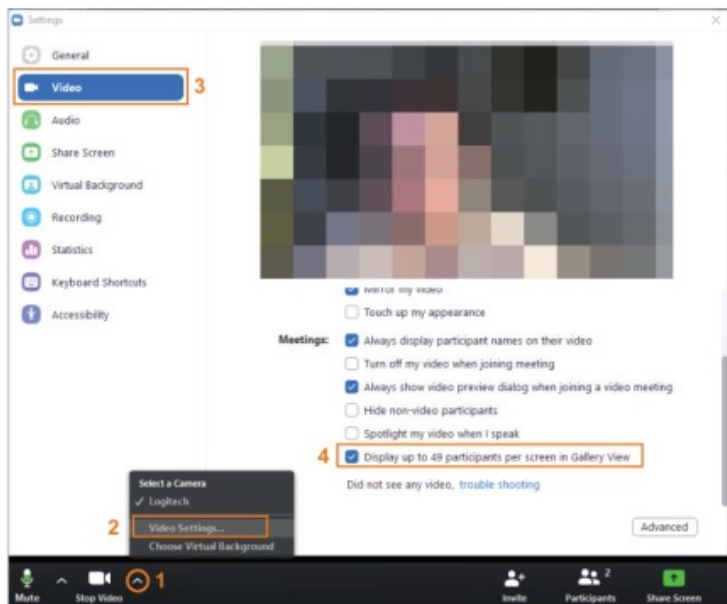 Settings
General
Video
3
Audio
Share Screen
Virtual Background
Recording
Statistics
Keyboard Shortcuts
Accessibility
Mirror my video
Touch up my appearance
Meetings:
Always display participant names on their video
Turn off my video when joining meeting
Always show video preview dialog when joining a video meeting
Hide non-video participants
Spotlight my video when I speak
4
Display up to 49 participants per screen in Gallery View
Did not see any video, trouble shooting
Advanced
Select a Camera
✓ Logitech
2
Video Settings...
Choose Virtual Background
1
Mute
Stop Video
Invite
2
Participants
Share Screen